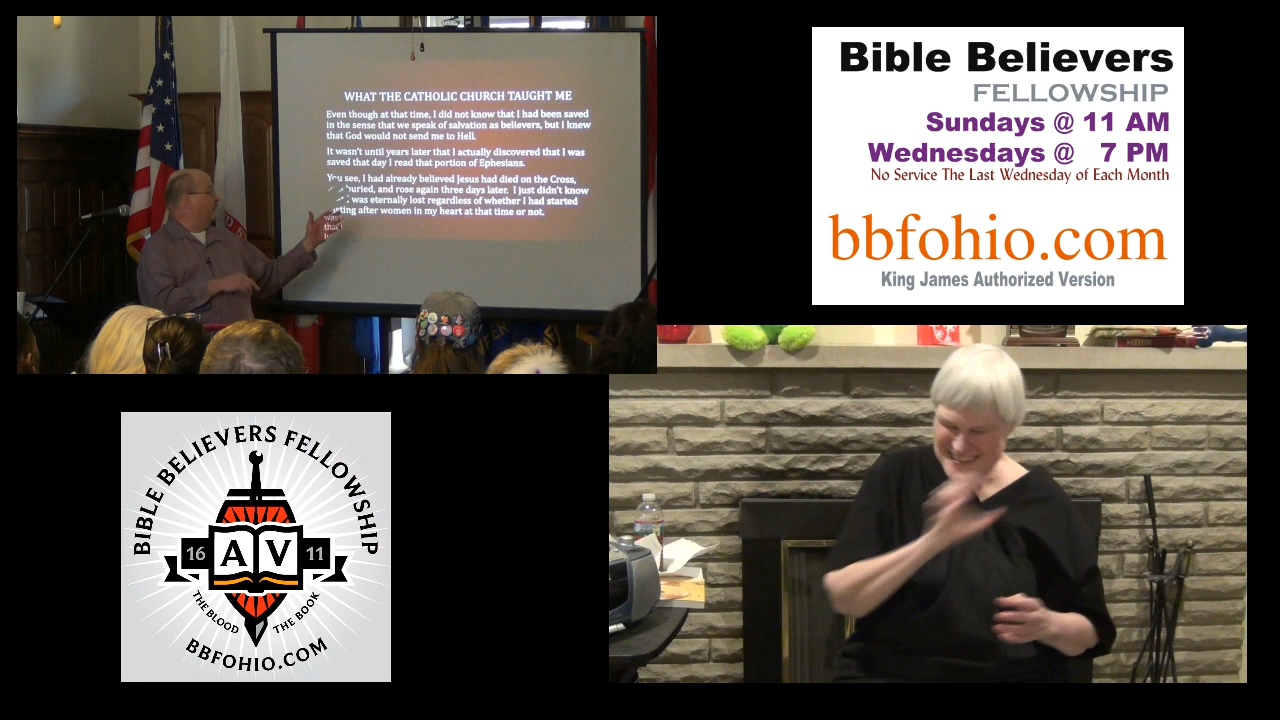 WHAT THE CATHOLIC CHURCH TAUGHT ME
Even though at that time, I did not know that I had been saved
in the sense that we speak of salvation as believers, but I knew
that God would not send me to Hell.
It wasn't until years later that I actually discovered that I was
saved that day I read that portion of Ephesians.
You see, I had already believed Jesus had died on the Cross,
buried, and rose again three days later. I just didn't know
was eternally lost regardless of whether I had started
after women in my heart at that time or not.
Bible Believers
FELLOWSHIP
Sundays @ 11 AM
Wednesdays @ 7 PM
No Service The Last Wednesday of Each Month
bbfohio.com
King James Authorized Version
BIBLE BELIEVERS FELLOWSHIP
16 AV 11
THE BLOOD THE BOOK
BBFOHIO.COM